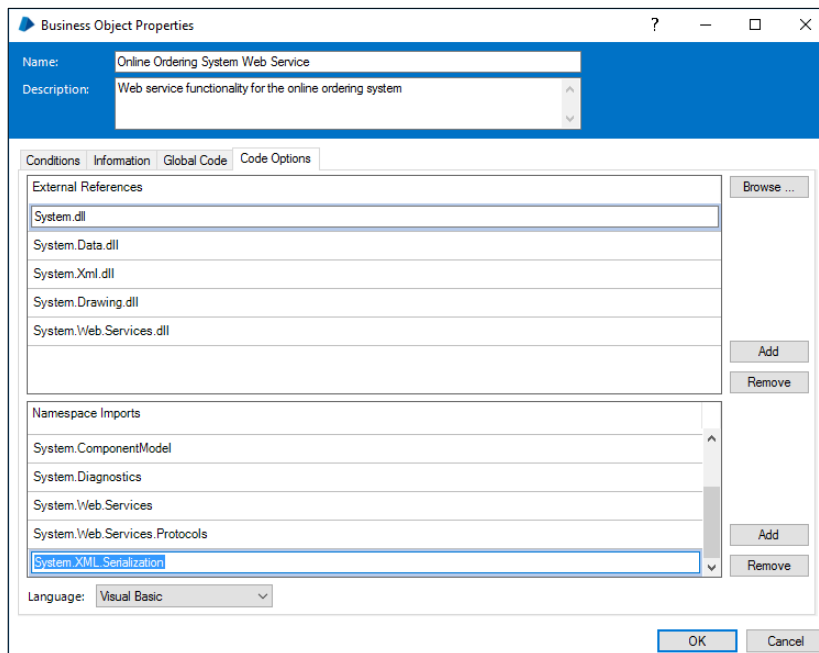 Business Object Properties ?
Name: Online Ordering System Web Service
Description: Web service functionality for the online ordering system
Conditions Information Global Code Code Options
External References Browse ...
System.dll
System.Data.dll
System.Xml.dll
System.Drawing.dll
System.Web.Services.dll
Add
Remove
Namespace Imports
System.ComponentModel
System.Diagnostics
System.Web.Services
System.Web.Services.Protocols Add
System.XML.Serialization Remove
Language: Visual Basic
OK Cancel